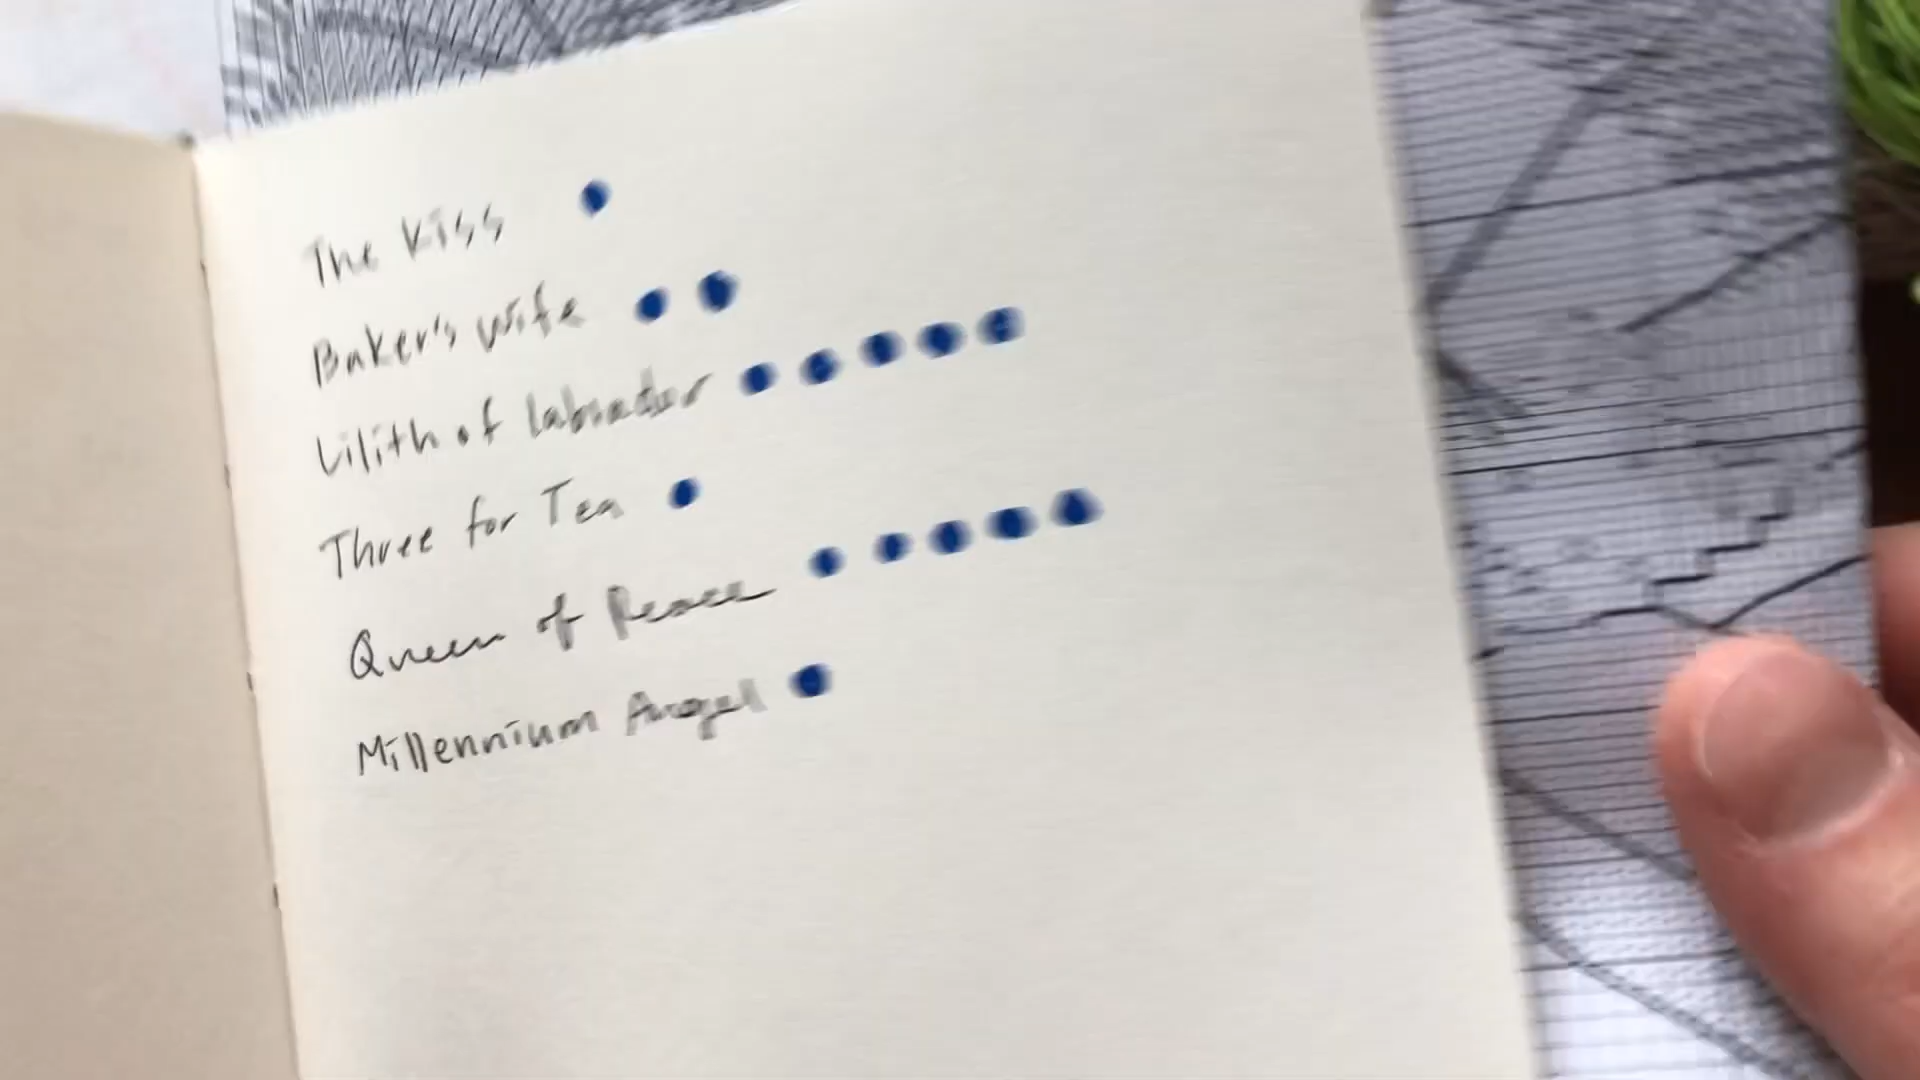 The Kiss
Baker's wife
Lilith of Labrador
Three for Tea
Queen of Peace
Millennium Angel